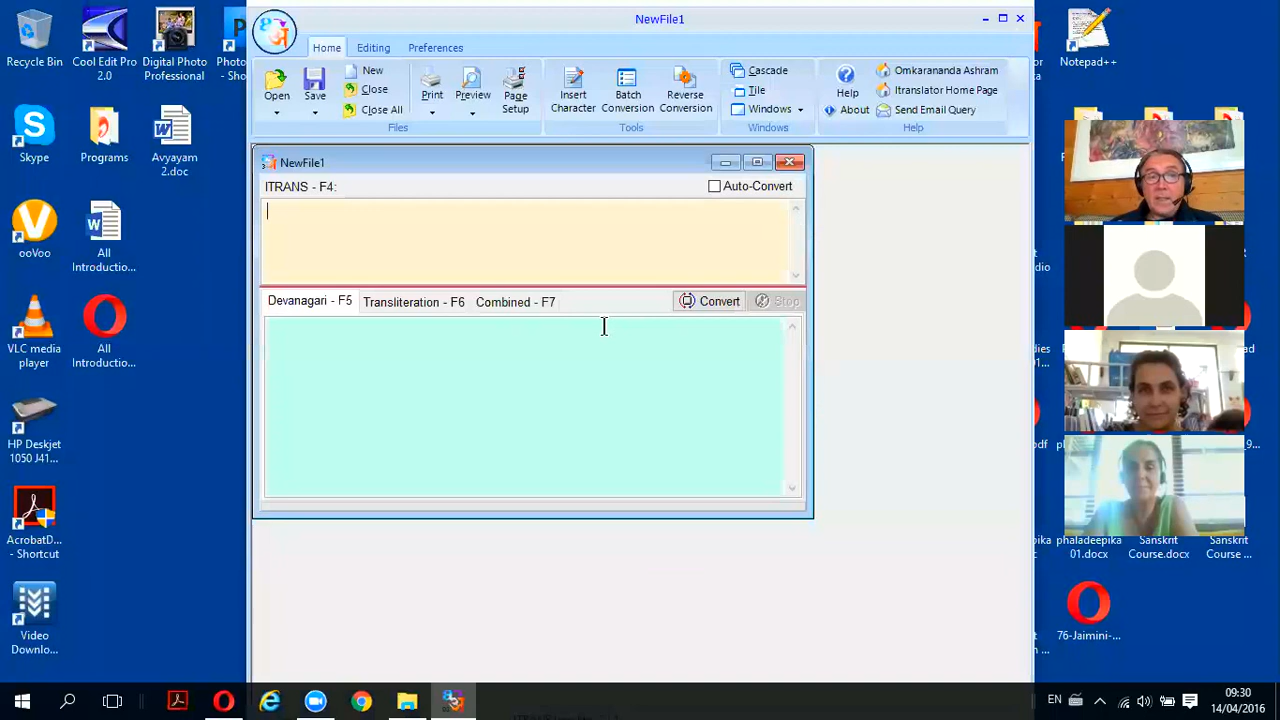 NewFile1
Recycle Bin
Cool Edit Pro 2.0
Digital Photo Professional
Home Editing Preferences
Open
Save
New
Close
Close All
Files
Print
Preview
Page Setup
Insert Character
Batch Conversion
Reverse Conversion
Tools
Cascade
Tile
Windows
Windows
Help
About
Omkarananda Ashram
Itranslator Home Page
Send Email Query
Help
Notepad++
Skype
Programs
Avyayam 2.doc
NewFile1
ITRANS - F4:
Auto-Convert
Devanagari - F5 Transliteration - F6 Combined - F7
Convert
Stop
ooVoo
All Introductio...
VLC media player
All Introductio...
HP Deskjet 1050 J41...
AcrobatD... - Shortcut
Video Downlo...
phaladeepika 01.docx
Sanskrit Course.docx
Sanskrit Course ...
76-Jaimini-...
EN
09:30
14/04/2016